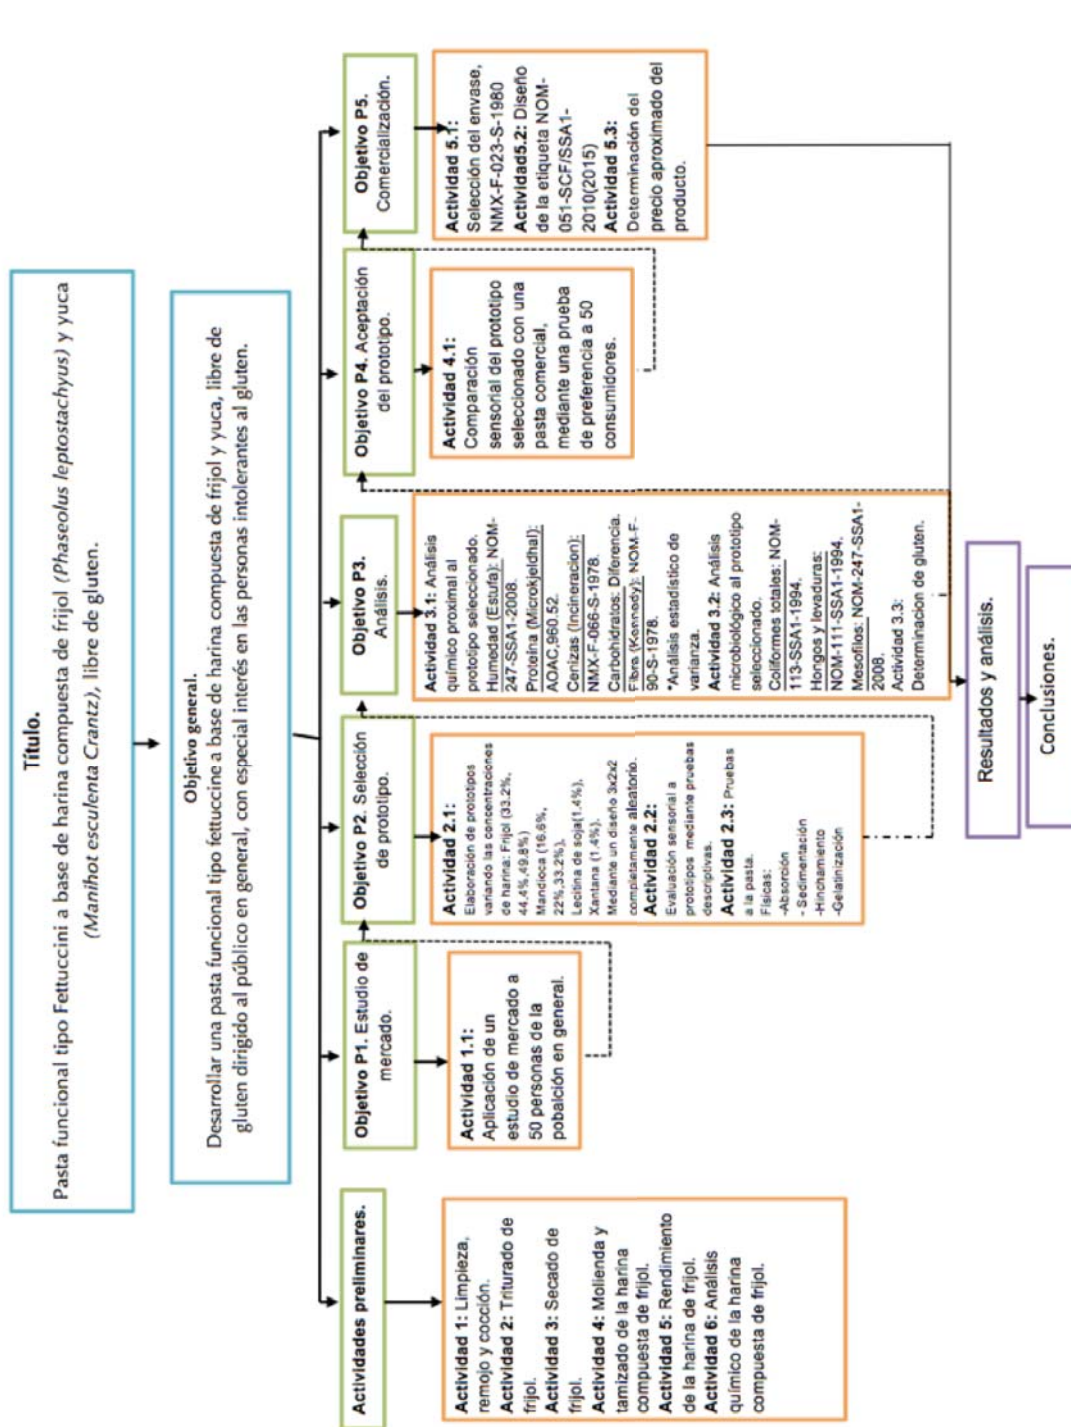 Título.
Pasta funcional tipo Fettuccini a base de harina compuesta de frijol (Phaseolus leptostachyus) y yuca
(Manihot esculenta Crantz), libre de gluten.
Objetivo general.
Desarrollar una pasta funcional tipo fettuccine a base de harina compuesta de frijol y yuca, libre de
gluten dirigido al público en general, con especial interés en las personas intolerantes al gluten.
Actividades preliminares.
Actividad 1: Limpieza,
remojo y cocción.
Actividad 2: Triturado de
frijol.
Actividad 3: Secado de
frijol.
Actividad 4: Molienda y
tamizado de la harina
compuesta de frijol.
Actividad 5: Rendimiento
de la harina de frijol.
Actividad 6: Análisis
químico de la harina
compuesta de frijol.
Objetivo P1. Estudio de
mercado.
Actividad 1.1:
Aplicación de un
estudio de mercado a
50 personas de la
pobalción en general.
Objetivo P2. Selección
de prototipo.
Actividad 2.1:
Elaboración de prototipos
variando las concentraciones
de harina: Frijol (33.2%,
44.4%,49.8%)
Mandioca (16.6%,
22%,33.2%),
Lecitina de soja(1.4%),
Xantana (1.4%).
Mediante un diseño 3x2x2
completamente aleatorio.
Actividad 2.2:
Evaluación sensorial a
prototipos mediante pruebas
descriptivas.
Actividad 2.3: Pruebas
a la pasta.
Físicas:
-Absorción
- Sedimentación
-Hinchamiento
-Gelatinización
Objetivo P3.
Análisis.
Actividad 3.1: Análisis
químico proximal al
prototipo seleccionado.
Humedad (Estufa): NOM-
247-SSA1-2008.
Proteína (Microkjeldhal):
AOAC,960.52.
Cenizas (Incineracion):
NMX-F-066-S-1978.
Carbohidratos: Diferencia.
Fibra (Kennedy): NOM-F-
90-S-1978.
*Análisis estadístico de
varianza.
Actividad 3.2: Análisis
microbiológico al prototipo
seleccionado.
Coliformes totales: NOM-
113-SSA1-1994.
Hongos y levaduras:
NOM-111-SSA1-1994.
Mesofilos: NOM-247-SSA1-
2008.
Actividad 3.3:
Determinacion de gluten.
Objetivo P4. Aceptación
del prototipo.
Actividad 4.1:
Comparación
sensorial del prototipo
seleccionado con una
pasta comercial,
mediante una prueba
de preferencia a 50
consumidores.
Objetivo P5.
Comercialización.
Actividad 5.1:
Selección del envase,
NMX-F-023-S-1980
Actividad5.2: Diseño
de la etiqueta NOM-
051-SCF/SSA1-
2010(2015)
Actividad 5.3:
Determinación del
precio aproximado del
producto.
Resultados y análisis.
Conclusiones.